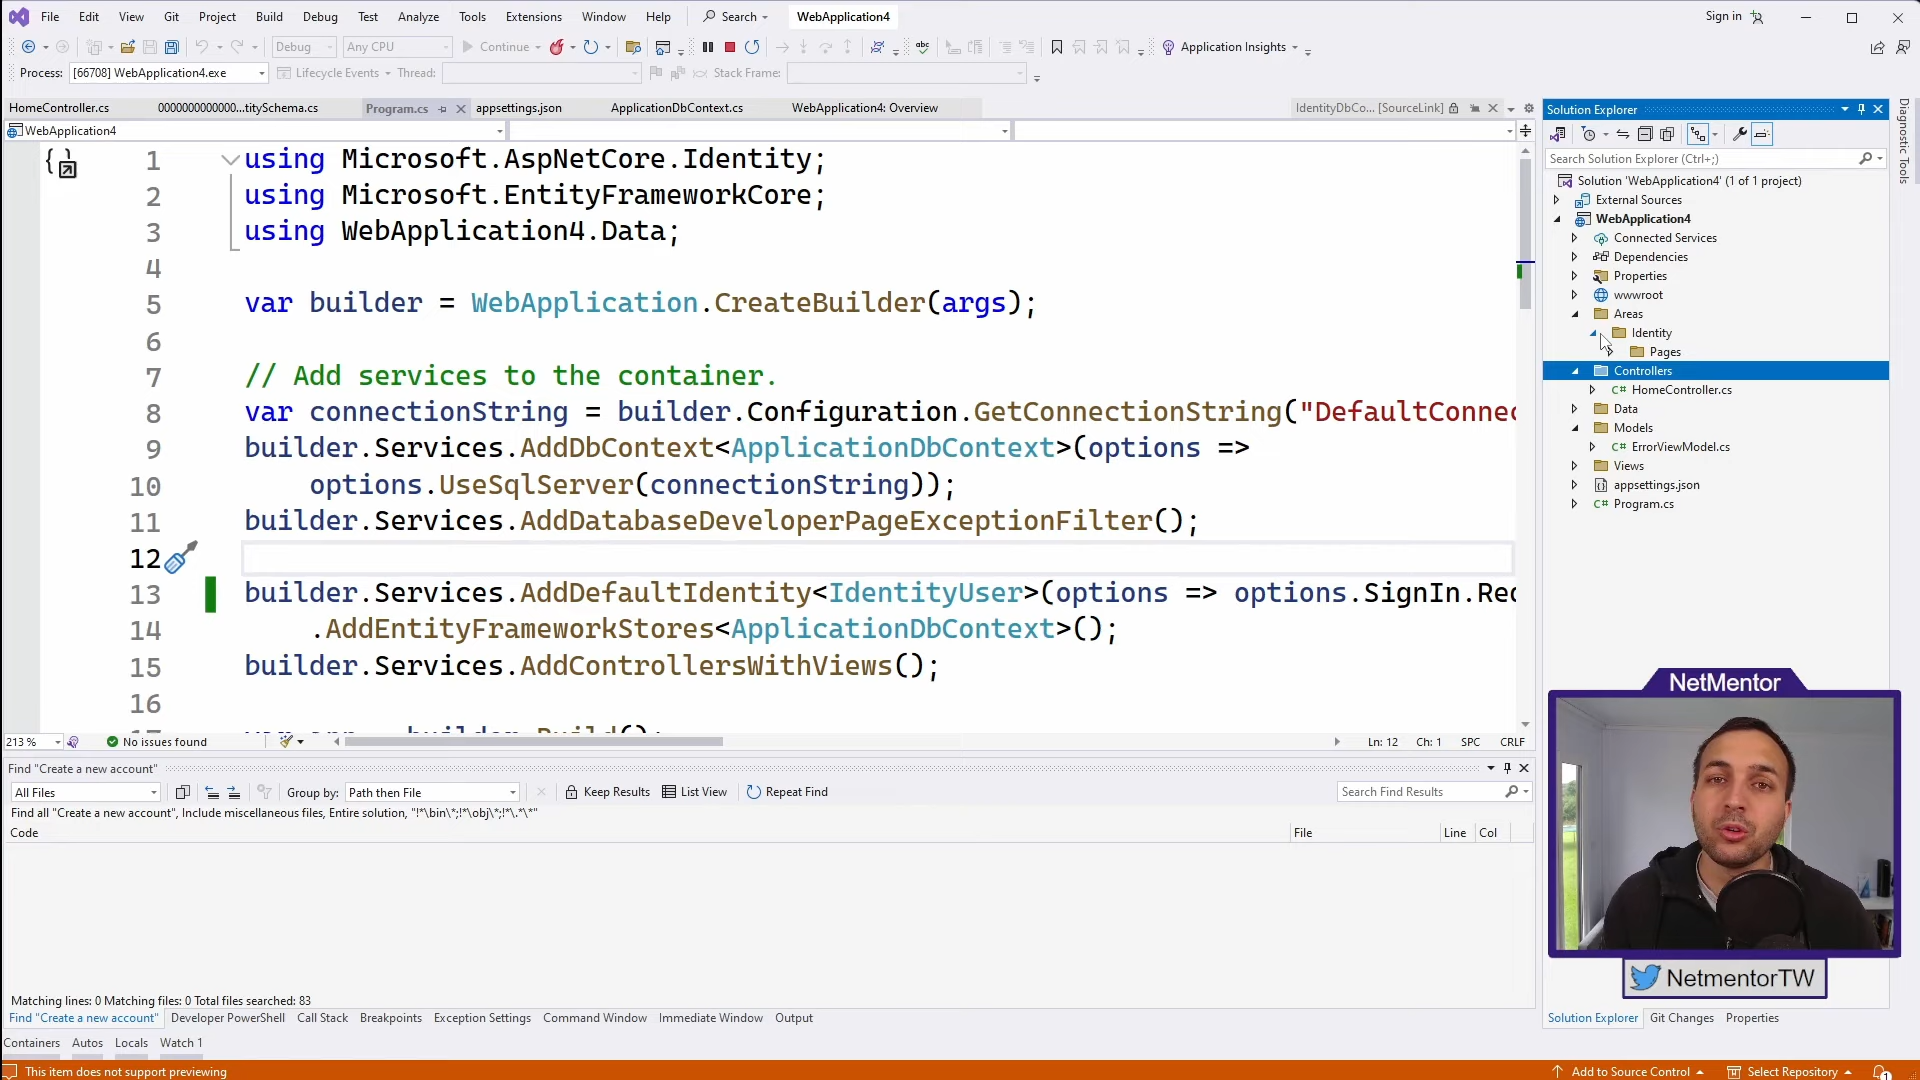 File Edit View Git Project Build Debug Test Analyze Tools Extensions Window Help Search WebApplication4 Sign in
Debug Any CPU Continue Application Insights
Process: [66708] WebApplication4.exe Lifecycle Events Thread: Stack Frame:
HomeController.cs 0000000000000...titySchema.cs Program.cs appsettings.json ApplicationDbContext.cs WebApplication4: Overview IdentityDbCo... [SourceLink]
WebApplication4
1 using Microsoft.AspNetCore.Identity;
2 using Microsoft.EntityFrameworkCore;
3 using WebApplication4.Data;
4
5 var builder = WebApplication.CreateBuilder(args);
6
7 // Add services to the container.
8 var connectionString = builder.Configuration.GetConnectionString("DefaultConnec
9 builder.Services.AddDbContext<ApplicationDbContext>(options =>
10 options.UseSqlServer(connectionString));
11 builder.Services.AddDatabaseDeveloperPageExceptionFilter();
12
13 builder.Services.AddDefaultIdentity<IdentityUser>(options => options.SignIn.Rec
14 .AddEntityFrameworkStores<ApplicationDbContext>();
15 builder.Services.AddControllersWithViews();
16
213 % No issues found Ln: 12 Ch: 1 SPC CRLF
Find "Create a new account"
All Files Group by: Path then File Keep Results List View Repeat Find Search Find Results
Find all "Create a new account", Include miscellaneous files, Entire solution, "!*\bin\*;!*\obj\*;!*\.*\*"
Code File Line Col
Matching lines: 0 Matching files: 0 Total files searched: 83
Find "Create a new account" Developer PowerShell Call Stack Breakpoints Exception Settings Command Window Immediate Window Output
Containers Autos Locals Watch 1
This item does not support previewing Add to Source Control Select Repository 1
Solution Explorer
Search Solution Explorer (Ctrl+;)
Solution 'WebApplication4' (1 of 1 project)
External Sources
WebApplication4
Connected Services
Dependencies
Properties
wwwroot
Areas
Identity
Pages
Controllers
C# HomeController.cs
Data
Models
C# ErrorViewModel.cs
Views
appsettings.json
C# Program.cs
Diagnostic Tools
NetMentor
NetmentorTW
Solution Explorer Git Changes Properties